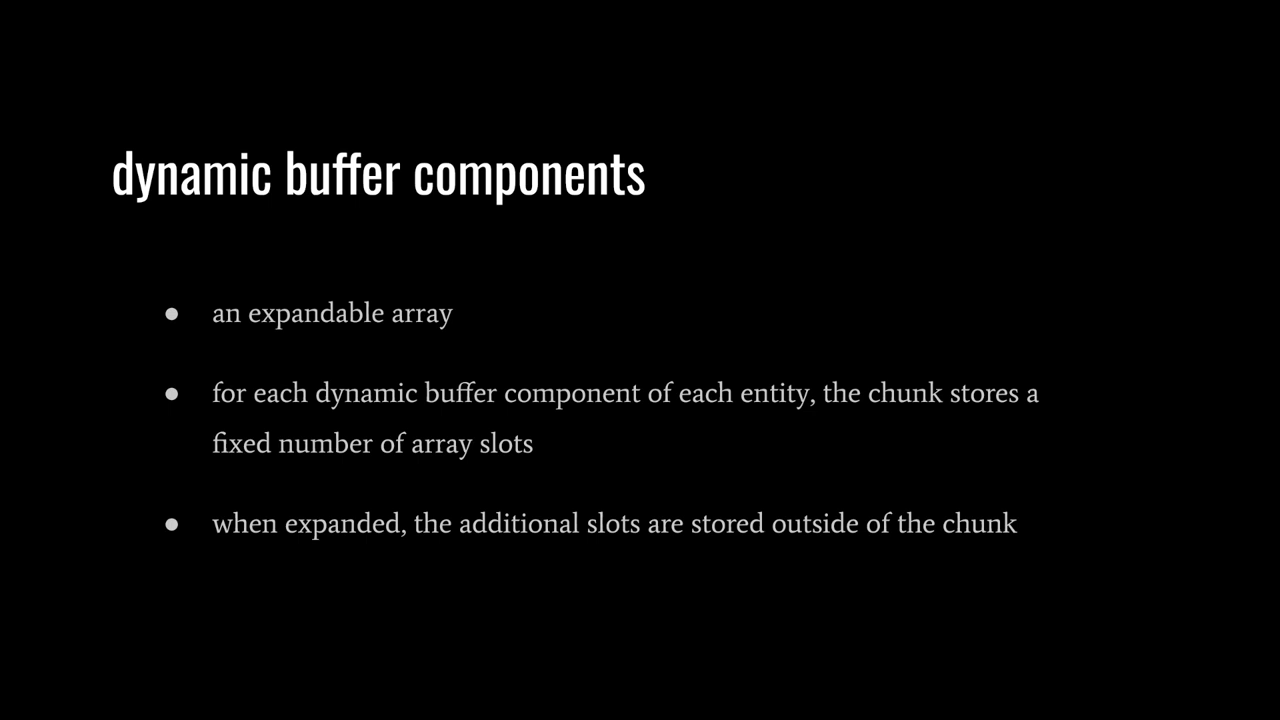 dynamic buffer components
● an expandable array
● for each dynamic buffer component of each entity, the chunk stores a
fixed number of array slots
● when expanded, the additional slots are stored outside of the chunk